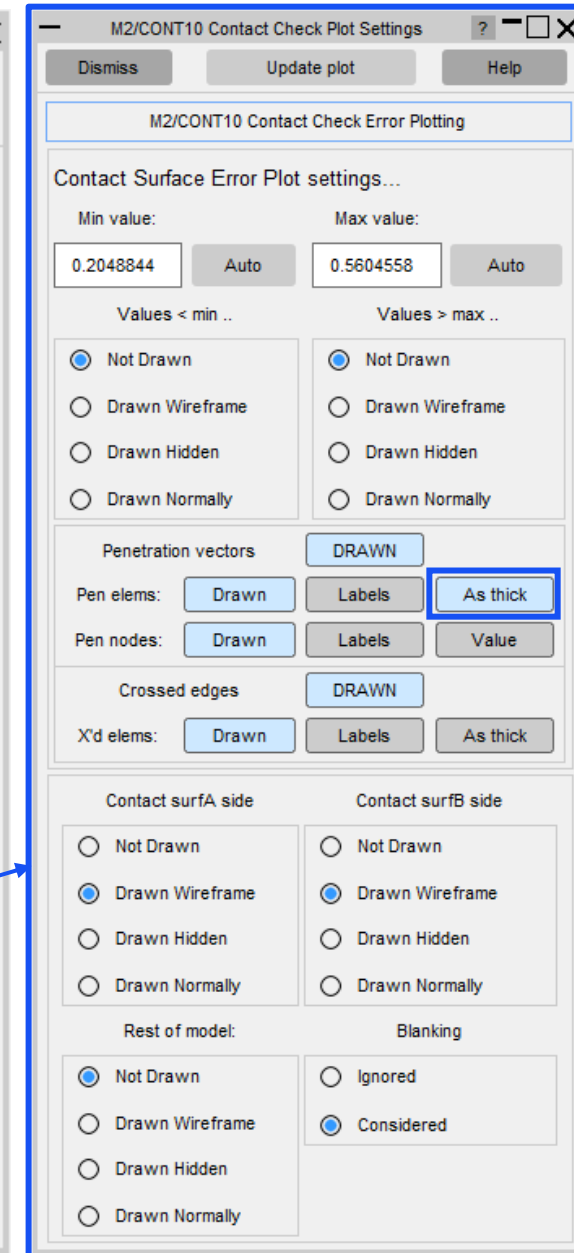 M2/CONT10 Contact Check Plot Settings ?
Dismiss Update plot Help
M2/CONT10 Contact Check Error Plotting
Contact Surface Error Plot settings...
Min value: Max value:
0.2048844 Auto 0.5604558 Auto
Values < min .. Values > max ..
Not Drawn Not Drawn
Drawn Wireframe Drawn Wireframe
Drawn Hidden Drawn Hidden
Drawn Normally Drawn Normally
Penetration vectors DRAWN
Pen elems: Drawn Labels As thick
Pen nodes: Drawn Labels Value
Crossed edges DRAWN
X'd elems: Drawn Labels As thick
Contact surfA side Contact surfB side
Not Drawn Not Drawn
Drawn Wireframe Drawn Wireframe
Drawn Hidden Drawn Hidden
Drawn Normally Drawn Normally
Rest of model: Blanking
Not Drawn Ignored
Drawn Wireframe Considered
Drawn Hidden
Drawn Normally